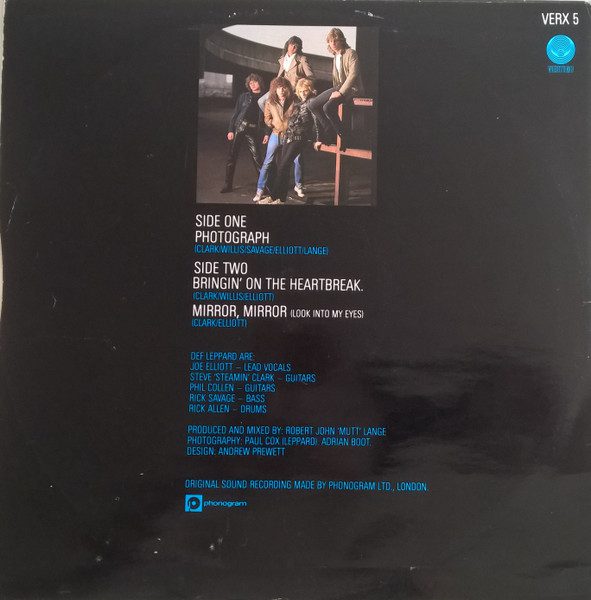 VERX 5
VERTIGO
SIDE ONE
PHOTOGRAPH
(CLARK/WILLIS/SAVAGE/ELLIOTT/LANGE)
SIDE TWO
BRINGIN' ON THE HEARTBREAK.
(CLARK/WILLIS/ELLIOTT)
MIRROR, MIRROR (LOOK INTO MY EYES)
(CLARK/ELLIOTT)
DEF LEPPARD ARE:
JOE ELLIOTT – LEAD VOCALS
STEVE 'STEAMIN' CLARK – GUITARS
PHIL COLLEN – GUITARS
RICK SAVAGE – BASS
RICK ALLEN – DRUMS
PRODUCED AND MIXED BY: ROBERT JOHN 'MUTT' LANGE
PHOTOGRAPHY: PAUL COX (LEPPARD) ADRIAN BOOT.
DESIGN: ANDREW PREWETT
ORIGINAL SOUND RECORDING MADE BY PHONOGRAM LTD., LONDON.
phonogram